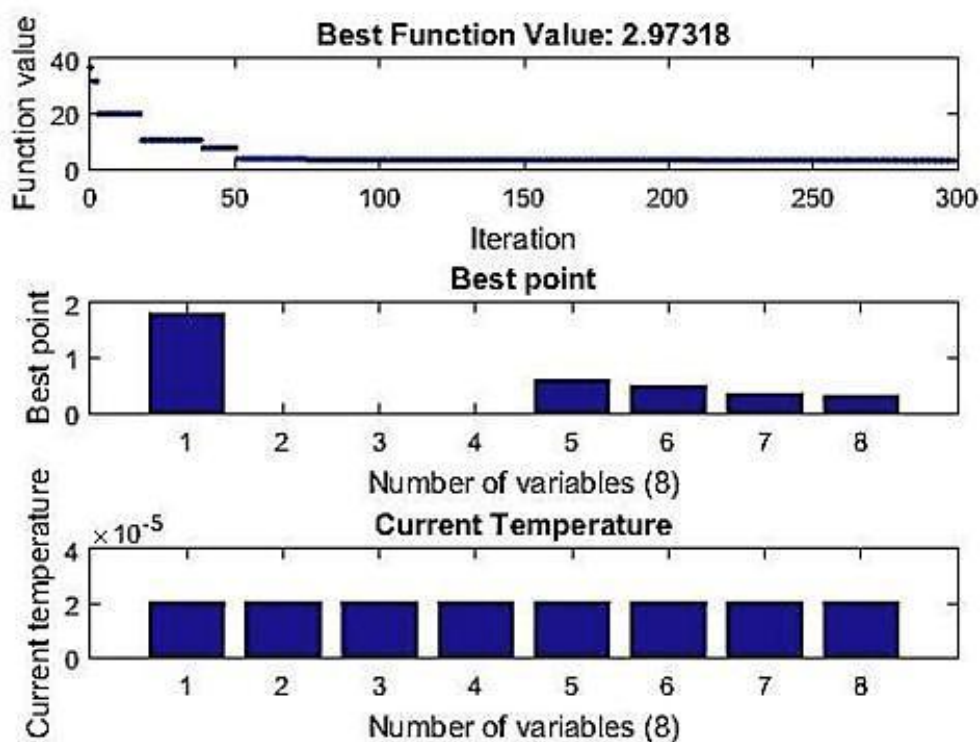 Best Function Value: 2.97318
Function value
40
20
0
0 50 100 150 200 250 300
Iteration
Best point
Best point
2
1
0
1 2 3 4 5 6 7 8
Number of variables (8)
Current Temperature
Current temperature
×10-5
4
2
0
1 2 3 4 5 6 7 8
Number of variables (8)